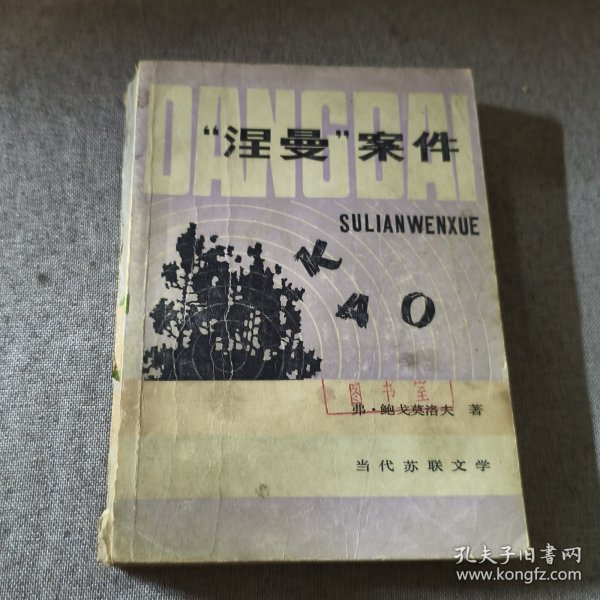 DANGDAI
“涅曼”案件
SULIANWENXUE
К
А О
图书室
弗·鲍戈莫洛夫 著
当代苏联文学
孔夫子旧书网
www.kongfz.com